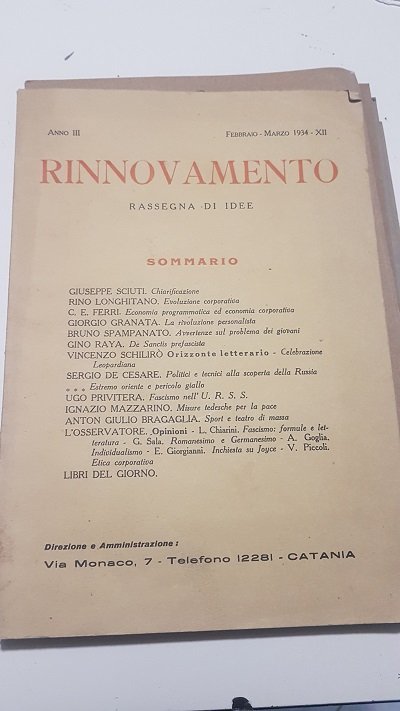 ANNO III FEBBRAIO - MARZO 1934 - XII
RINNOVAMENTO
RASSEGNA DI IDEE
SOMMARIO
GIUSEPPE SCIUTI. Chiarificazione
RINO LONGHITANO. Evoluzione corporativa
C. E. FERRI. Economia programmatica ed economia corporativa
GIORGIO GRANATA. La rivoluzione personalista
BRUNO SPAMPANATO. Avvertenze sul problema dei giovani
GINO RAYA. De Sanctis prefascista
VINCENZO SCHILIRÒ Orizzonte letterario - Celebrazione
Leopardiana
SERGIO DE CESARE. Politici e tecnici alla scoperta della Russia
* * * Estremo oriente e pericolo giallo
UGO PRIVITERA. Fascismo nell' U. R. S. S.
IGNAZIO MAZZARINO. Misure tedesche per la pace
ANTON GIULIO BRAGAGLIA. Sport e teatro di massa
L'OSSERVATORE. Opinioni - L. Chiarini. Fascismo: formule e let-
teratura - G. Sala. Romanesimo e Germanesimo - A. Goglia.
Individualismo - E. Giorgianni. Inchiesta su Joyce - V. Piccoli.
Etica corporativa
LIBRI DEL GIORNO.
Direzione e Amministrazione :
Via Monaco, 7 - Telefono 12281 - CATANIA